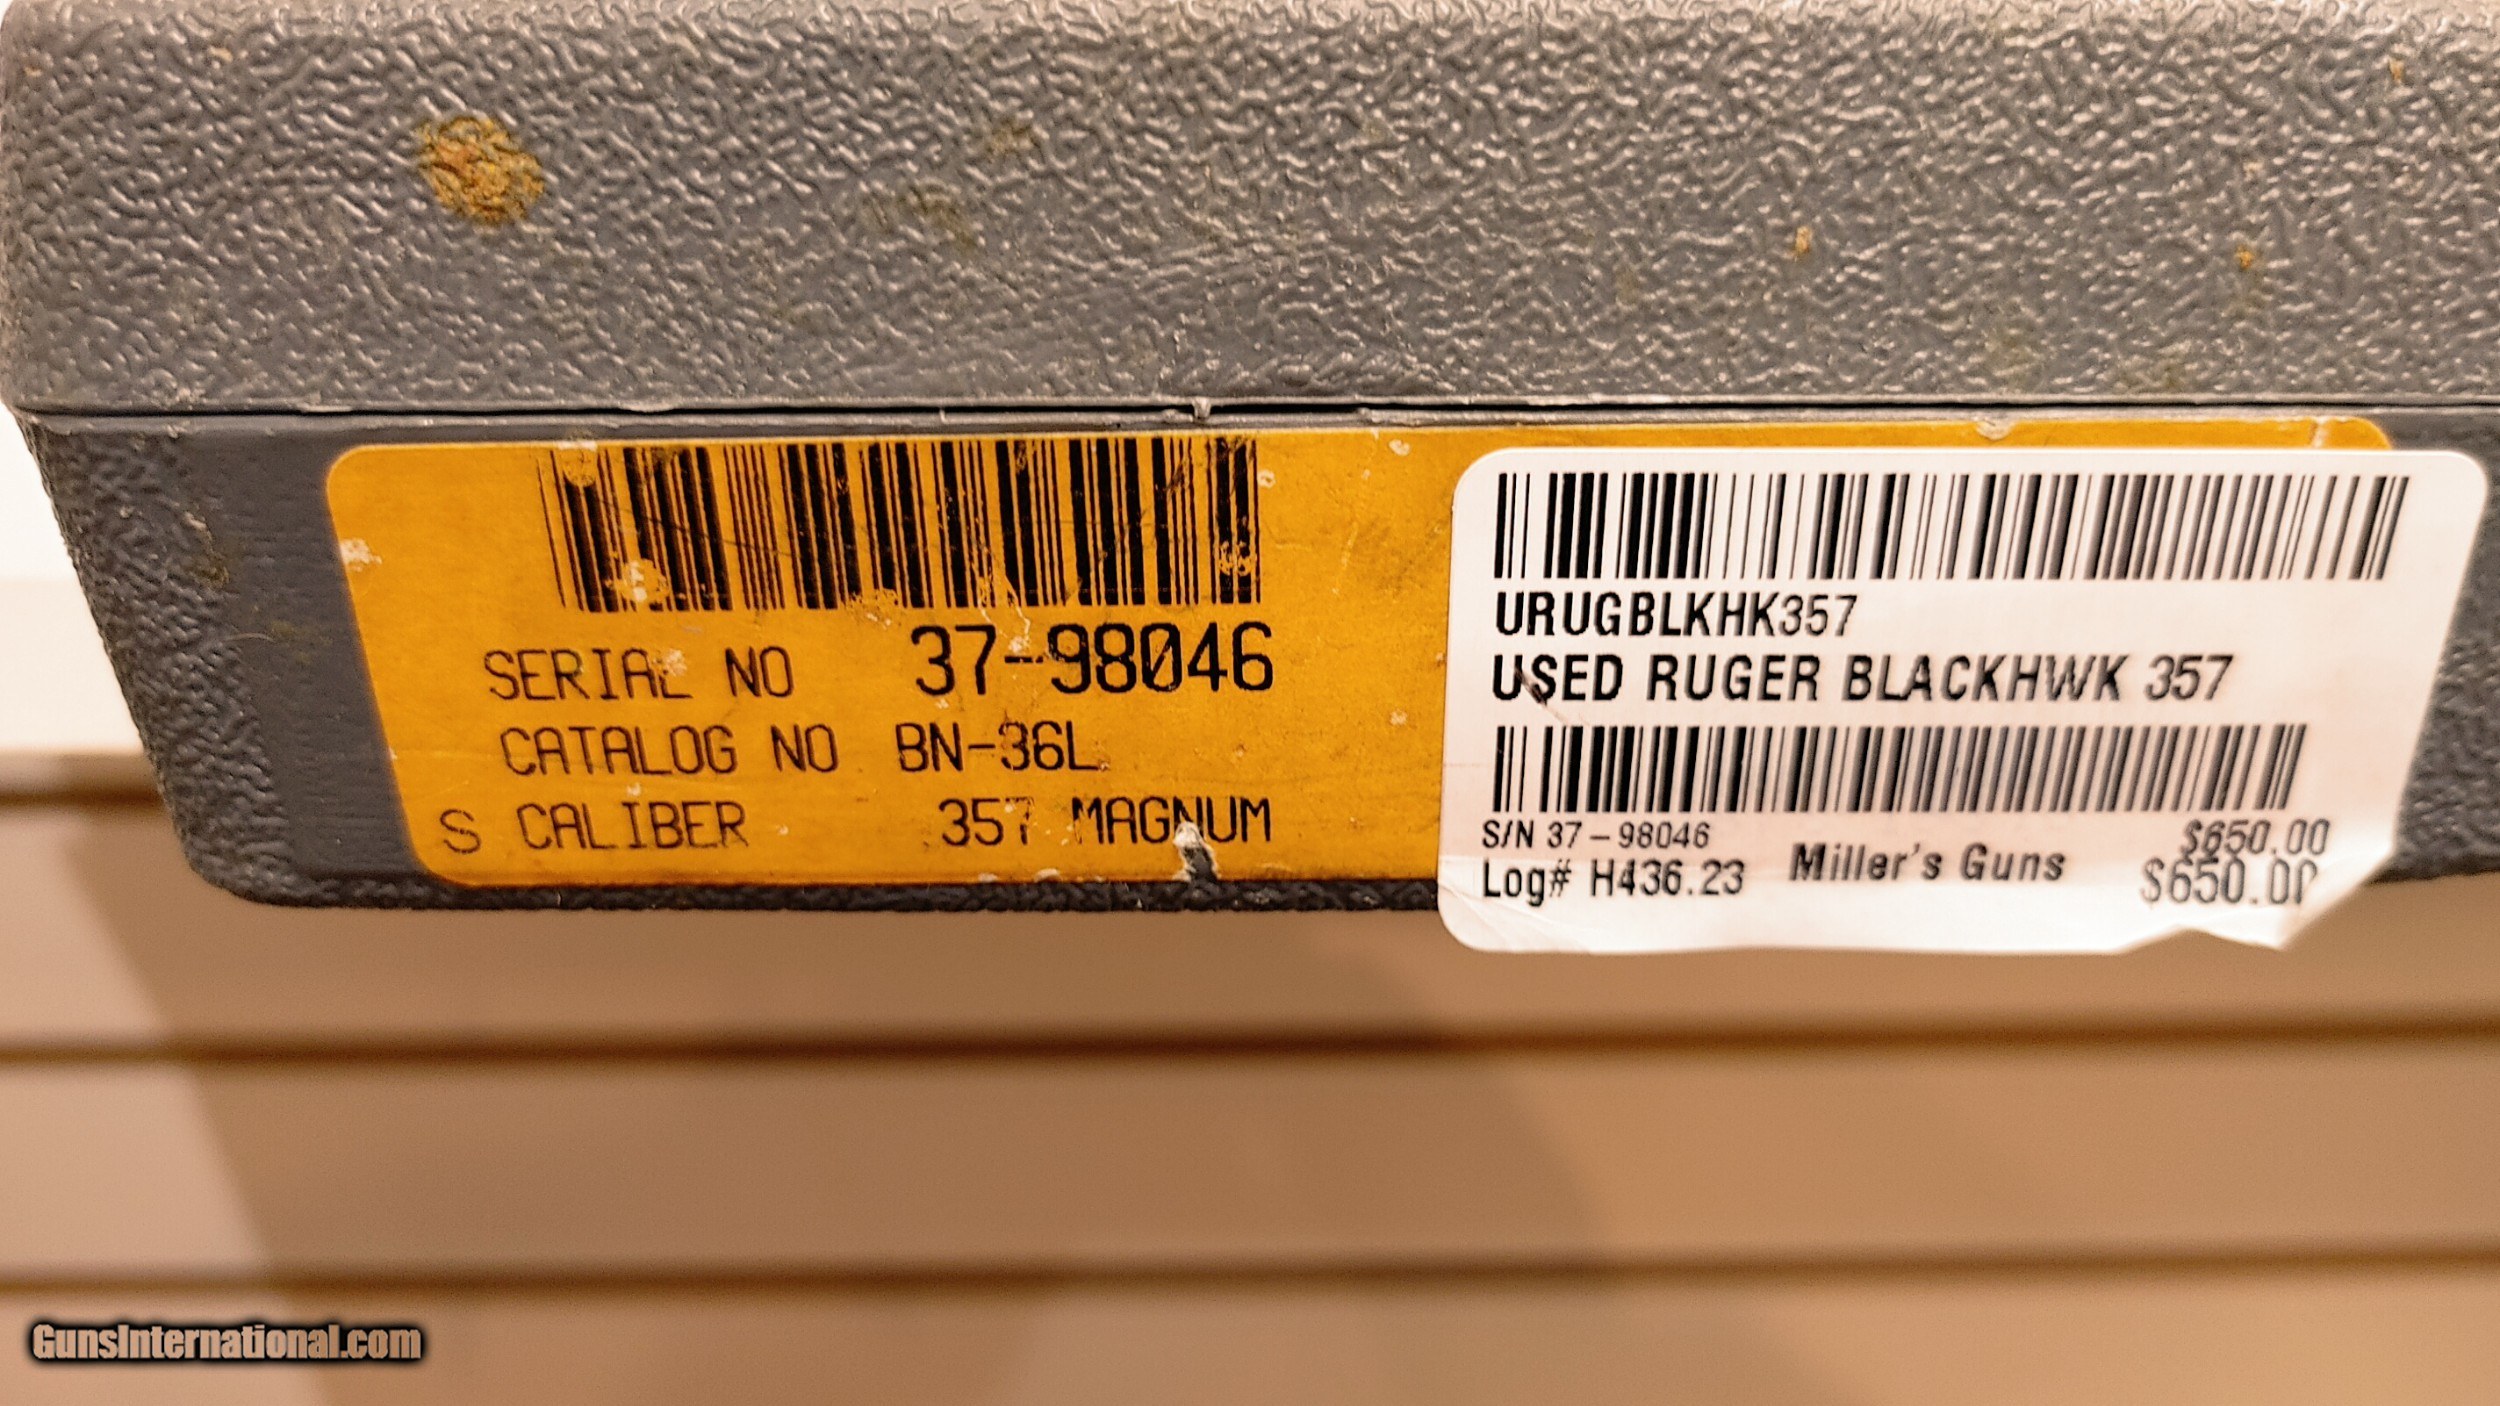 SERIAL NO 37-98046
CATALOG NO BN-36L
S CALIBER 357 MAGNUM
URUGBLKHK357
USED RUGER BLACKHWK 357
S/N 37-98046
$650.00
Log# H436.23 Miller's Guns
$650.00
GunsInternational.com